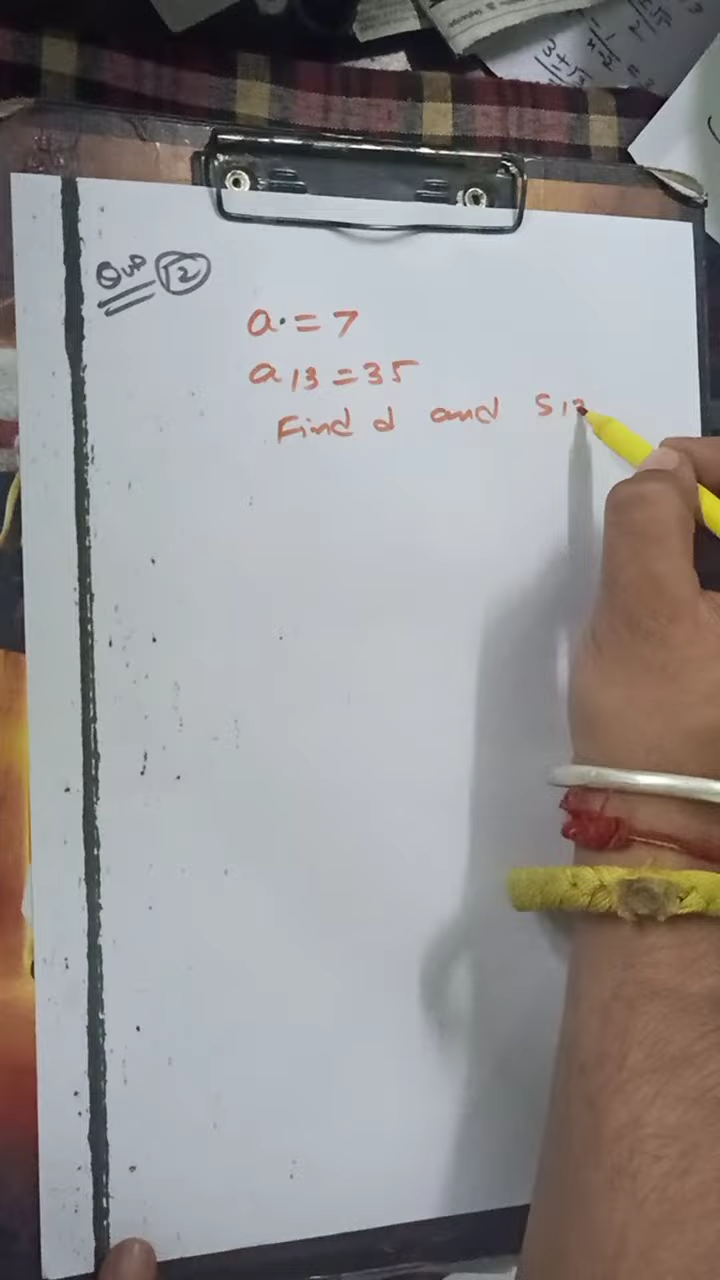 Que 12
a = 7
a13 = 35
Find d and S13